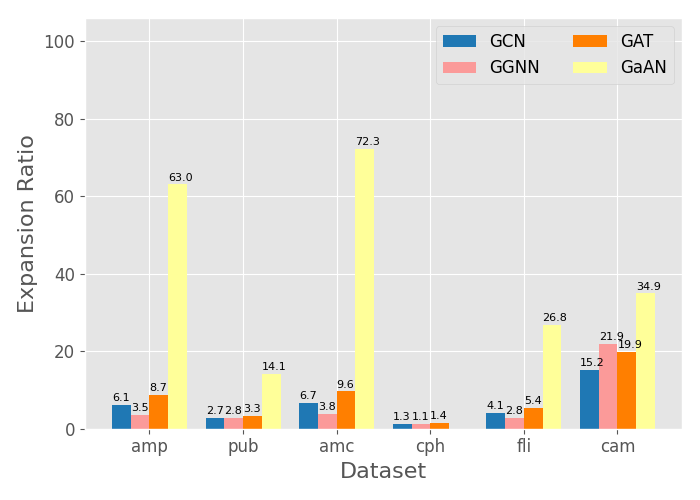 GCN GAT
GGNN GaAN
Expansion Ratio
100
80
60
40
20
0
6.1 3.5 8.7 63.0
2.7 2.8 3.3 14.1
6.7 3.8 9.6 72.3
1.3 1.1 1.4
4.1 2.8 5.4 26.8
15.2 21.9 19.9 34.9
amp pub amc cph fli cam
Dataset